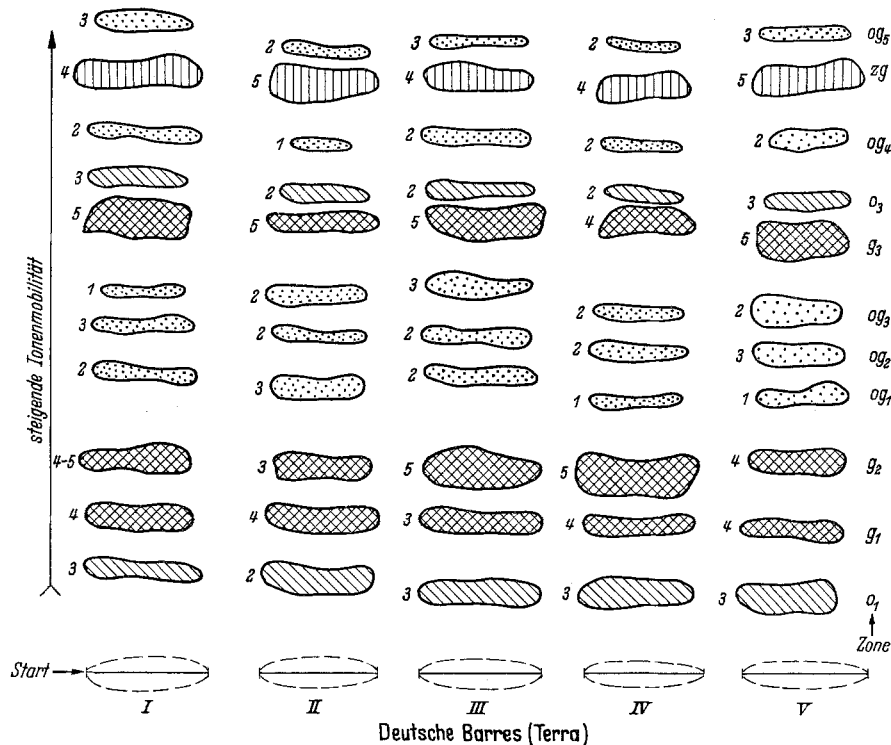 3 2 3 2 3 og5
4 5 4 4 5 zg
2 1 2 2 2 og4
3 2 2 2 3 o3
5 5 5 4 5 g3
1 2 3 2 2 og3
3 2 2 2 3 og2
2 3 2 1 1 og1
4-5 3 5 5 4 g2
4 4 3 4 4 g1
3 2 3 3 3 o1
steigende Ionenmobilität
Zone
Start
I II III IV V
Deutsche Barres (Terra)